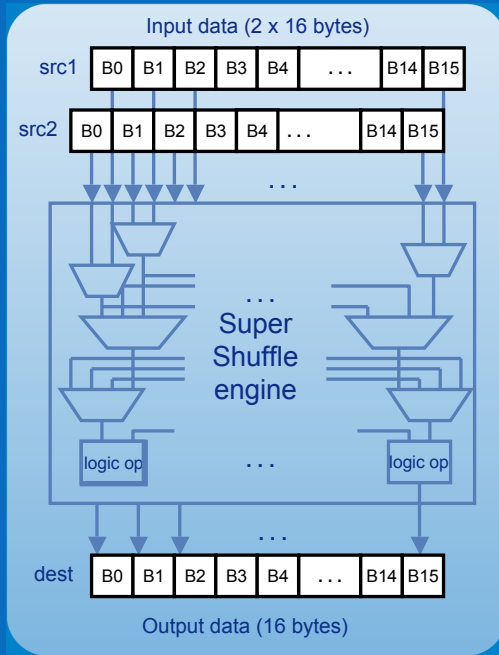 Input data (2 x 16 bytes)
src1 B0 B1 B2 B3 B4 ... B14 B15
src2 B0 B1 B2 B3 B4 ... B14 B15
...
...
Super
Shuffle
engine
logic op ... logic op
...
dest B0 B1 B2 B3 B4 ... B14 B15
Output data (16 bytes)